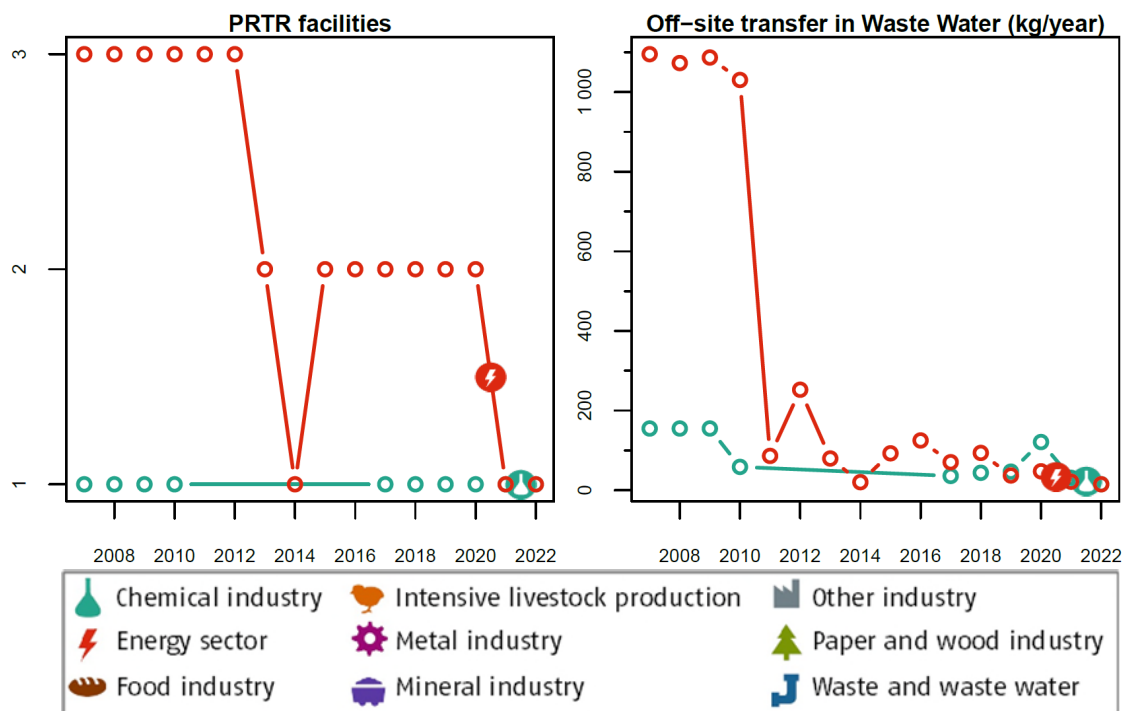 PRTR facilities
3
2
1
2008 2010 2012 2014 2016 2018 2020 2022
Off−site transfer in Waste Water (kg/year)
1 000
800
600
400
200
0
2008 2010 2012 2014 2016 2018 2020 2022
Chemical industry
Intensive livestock production
Other industry
Energy sector
Metal industry
Paper and wood industry
Food industry
Mineral industry
Waste and waste water